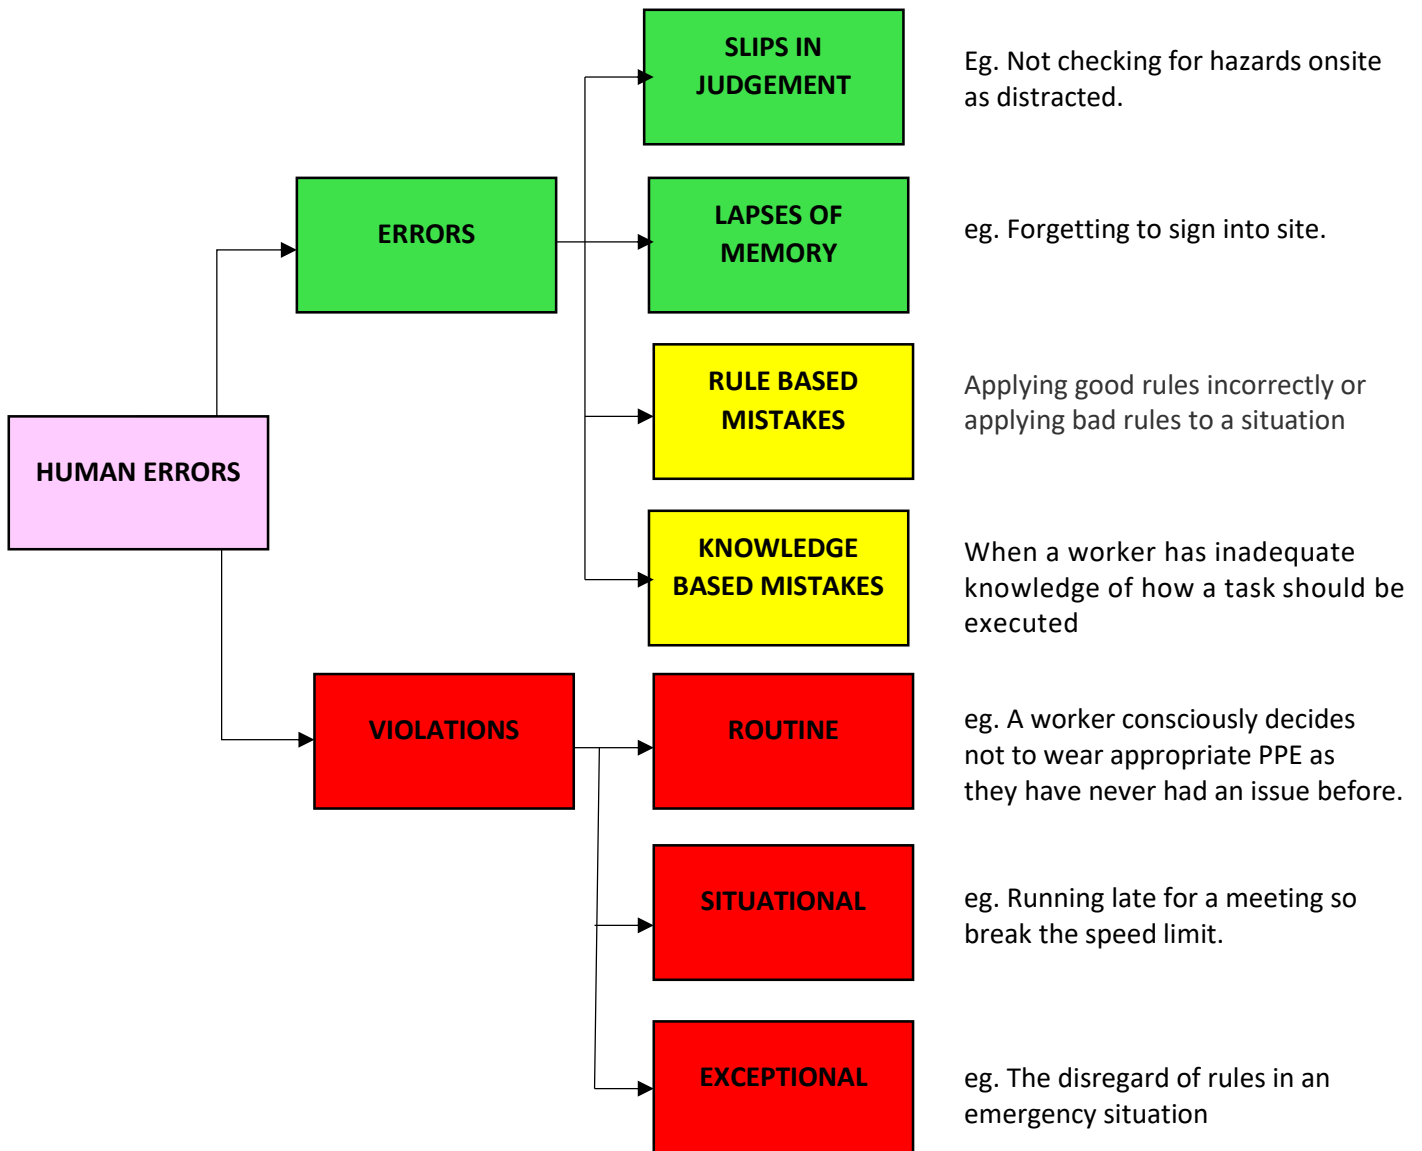 SLIPS IN
JUDGEMENT
Eg. Not checking for hazards onsite
as distracted.
ERRORS
LAPSES OF
MEMORY
eg. Forgetting to sign into site.
RULE BASED
MISTAKES
Applying good rules incorrectly or
applying bad rules to a situation
HUMAN ERRORS
KNOWLEDGE
BASED MISTAKES
When a worker has inadequate
knowledge of how a task should be
executed
VIOLATIONS
ROUTINE
eg. A worker consciously decides
not to wear appropriate PPE as
they have never had an issue before.
SITUATIONAL
eg. Running late for a meeting so
break the speed limit.
EXCEPTIONAL
eg. The disregard of rules in an
emergency situation